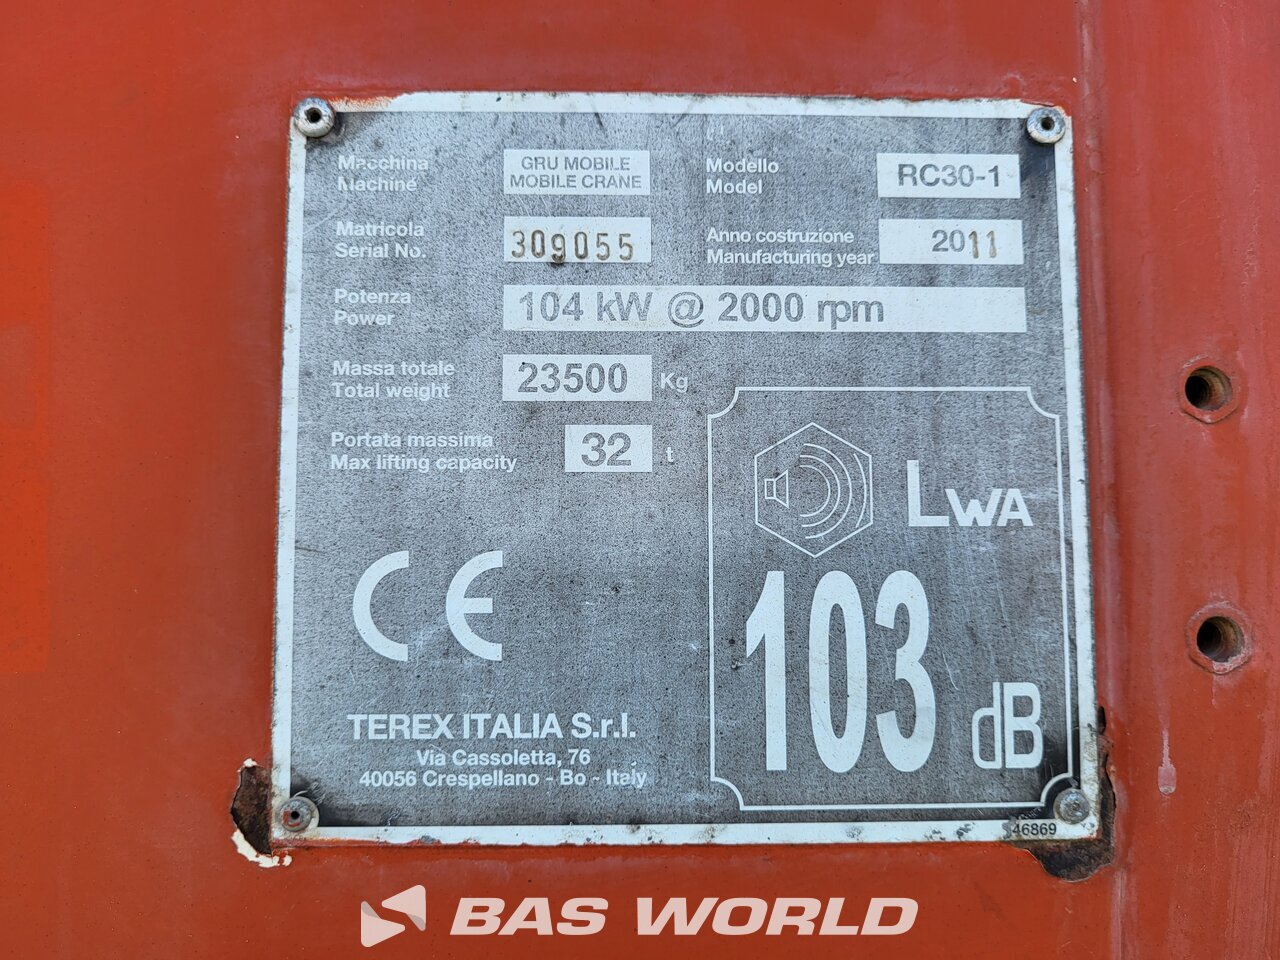 Macchina
Machine
GRU MOBILE
MOBILE CRANE
Modello
Model
RC30-1
Matricola
Serial No.
309055
Anno costruzione
Manufacturing year
2011
Potenza
Power
104 kW @ 2000 rpm
Massa totale
Total weight
23500 Kg
Portata massima
Max lifting capacity
32 t
LWA
103 dB
CE
TEREX ITALIA S.r.l.
Via Cassoletta, 76
40056 Crespellano - Bo - Italy
46869
BAS WORLD